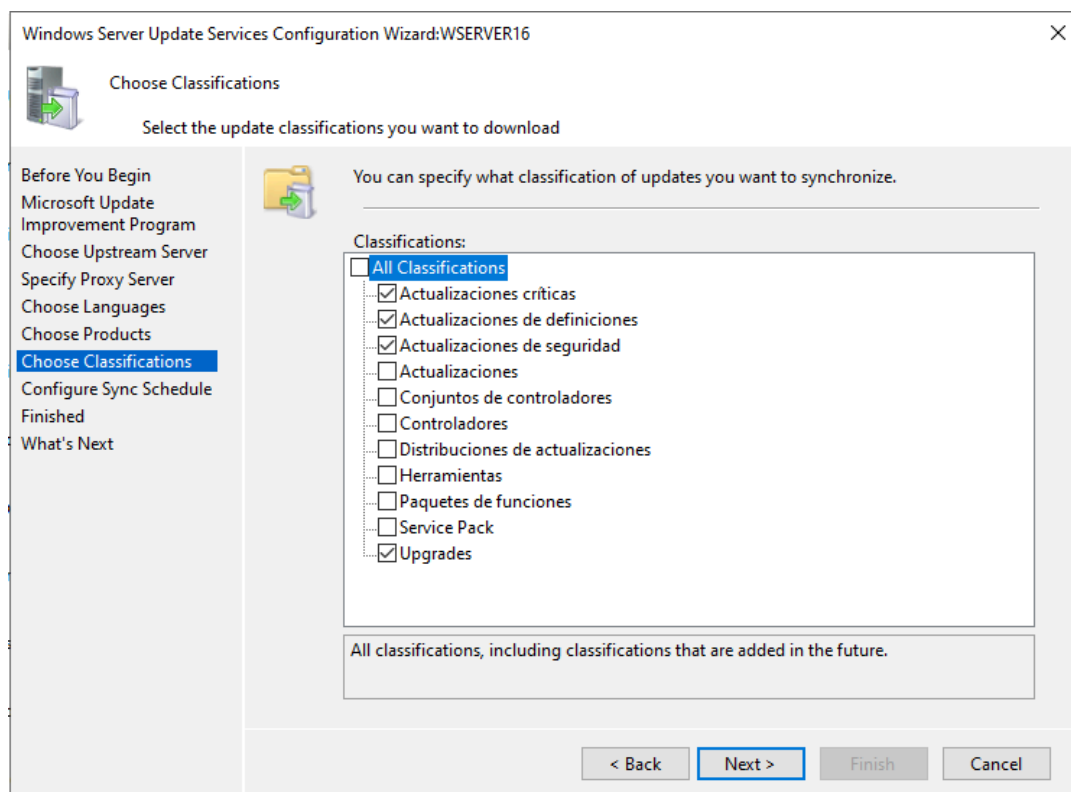 Windows Server Update Services Configuration Wizard:WSERVER16
Choose Classifications
Select the update classifications you want to download
Before You Begin
Microsoft Update
Improvement Program
Choose Upstream Server
Specify Proxy Server
Choose Languages
Choose Products
Choose Classifications
Configure Sync Schedule
Finished
What's Next
You can specify what classification of updates you want to synchronize.
Classifications:
All Classifications
Actualizaciones críticas
Actualizaciones de definiciones
Actualizaciones de seguridad
Actualizaciones
Conjuntos de controladores
Controladores
Distribuciones de actualizaciones
Herramientas
Paquetes de funciones
Service Pack
Upgrades
All classifications, including classifications that are added in the future.
< Back
Next >
Finish
Cancel